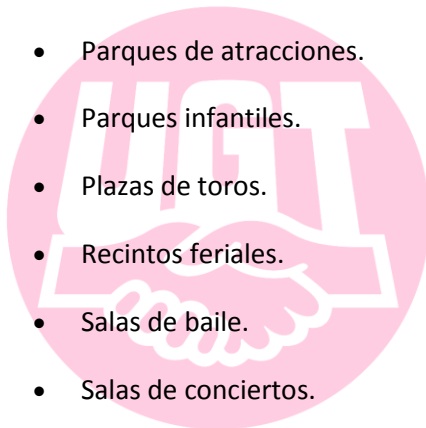 • Parques de atracciones.
• Parques infantiles.
UGT
• Plazas de toros.
• Recintos feriales.
• Salas de baile.
• Salas de conciertos.